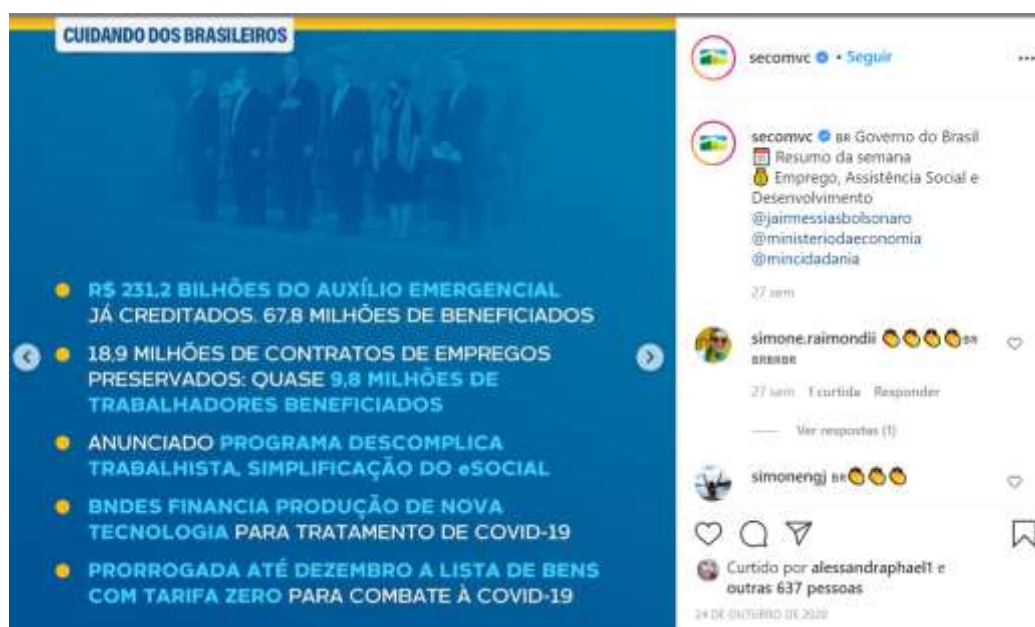 CUIDANDO DOS BRASILEIROS
R$ 231,2 BILHÕES DO AUXÍLIO EMERGENCIAL
JÁ CREDITADOS. 67,8 MILHÕES DE BENEFICIADOS
18,9 MILHÕES DE CONTRATOS DE EMPREGOS
PRESERVADOS: QUASE 9,8 MILHÕES DE
TRABALHADORES BENEFICIADOS
ANUNCIADO PROGRAMA DESCOMPLICA
TRABALHISTA, SIMPLIFICAÇÃO DO eSOCIAL
BNDES FINANCIA PRODUÇÃO DE NOVA
TECNOLOGIA PARA TRATAMENTO DE COVID-19
PRORROGADA ATÉ DEZEMBRO A LISTA DE BENS
COM TARIFA ZERO PARA COMBATE À COVID-19
secomvc • Seguir
secomvc BR Governo do Brasil
Resumo da semana
Emprego, Assistência Social e
Desenvolvimento
@jairmessiasbolsonaro
@ministeriodaeconomia
@mincidadania
27 sem
simone.raimondii BR
BRBRBR
27 sem 1 curtida Responder
Ver respostas (1)
simonengj BR
Curtido por alessandraphael1 e
outras 637 pessoas
24 DE OUTUBRO DE 2020